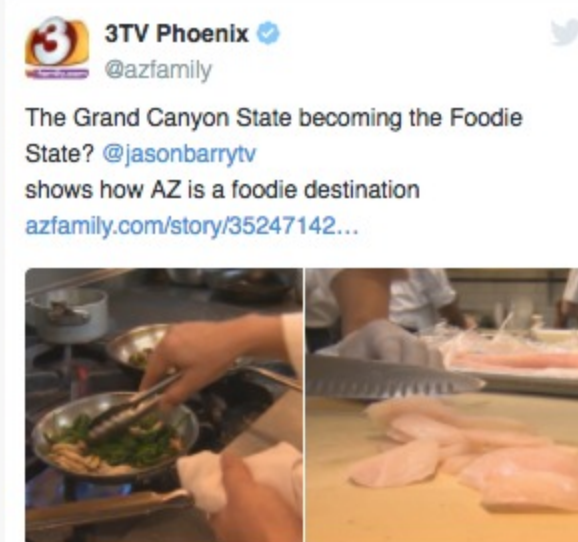 3TV Phoenix
@azfamily
The Grand Canyon State becoming the Foodie
State? @jasonbarrytv
shows how AZ is a foodie destination
azfamily.com/story/35247142...
3